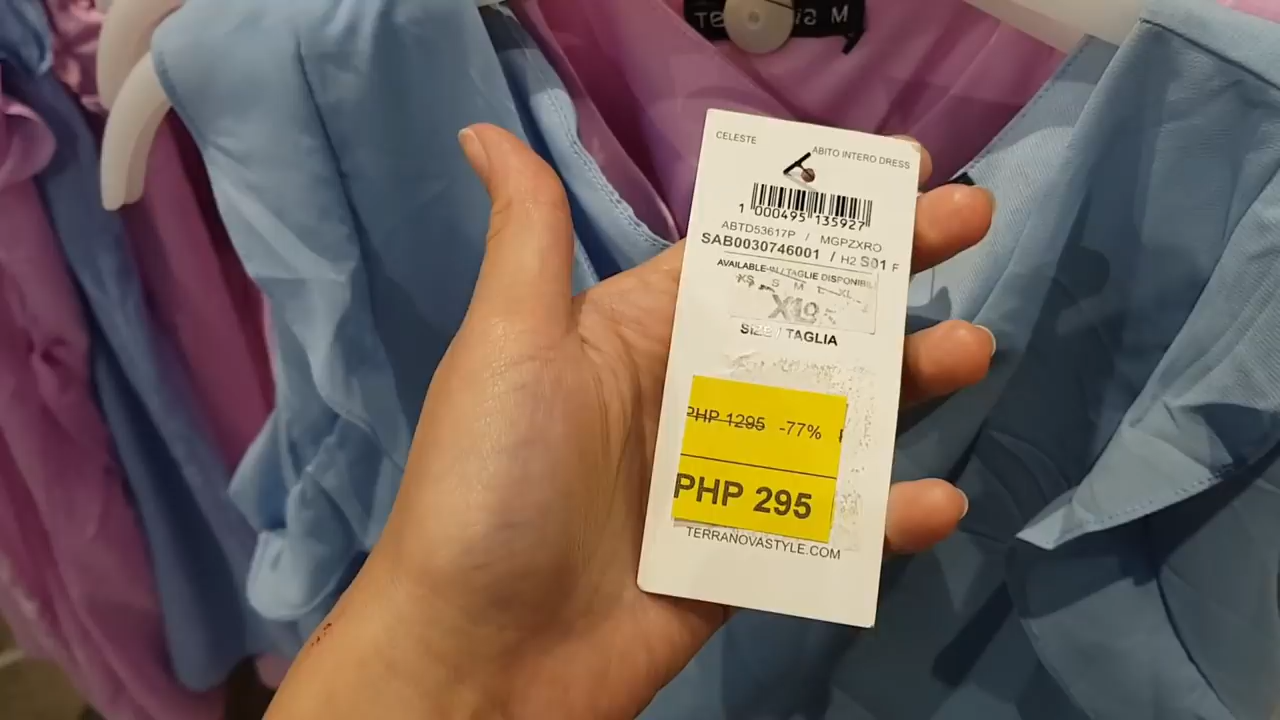 M
CELESTE
ABITO INTERO DRESS
1 000495 135927
ABTD53617P / MGPZXRO
SAB0030746001 / H2 S01 F
AVAILABLE IN / TAGLIE DISPONIBILI
XS S M L XL
SIZE / TAGLIA
PHP 1295 -77%
PHP 295
TERRANOVASTYLE.COM